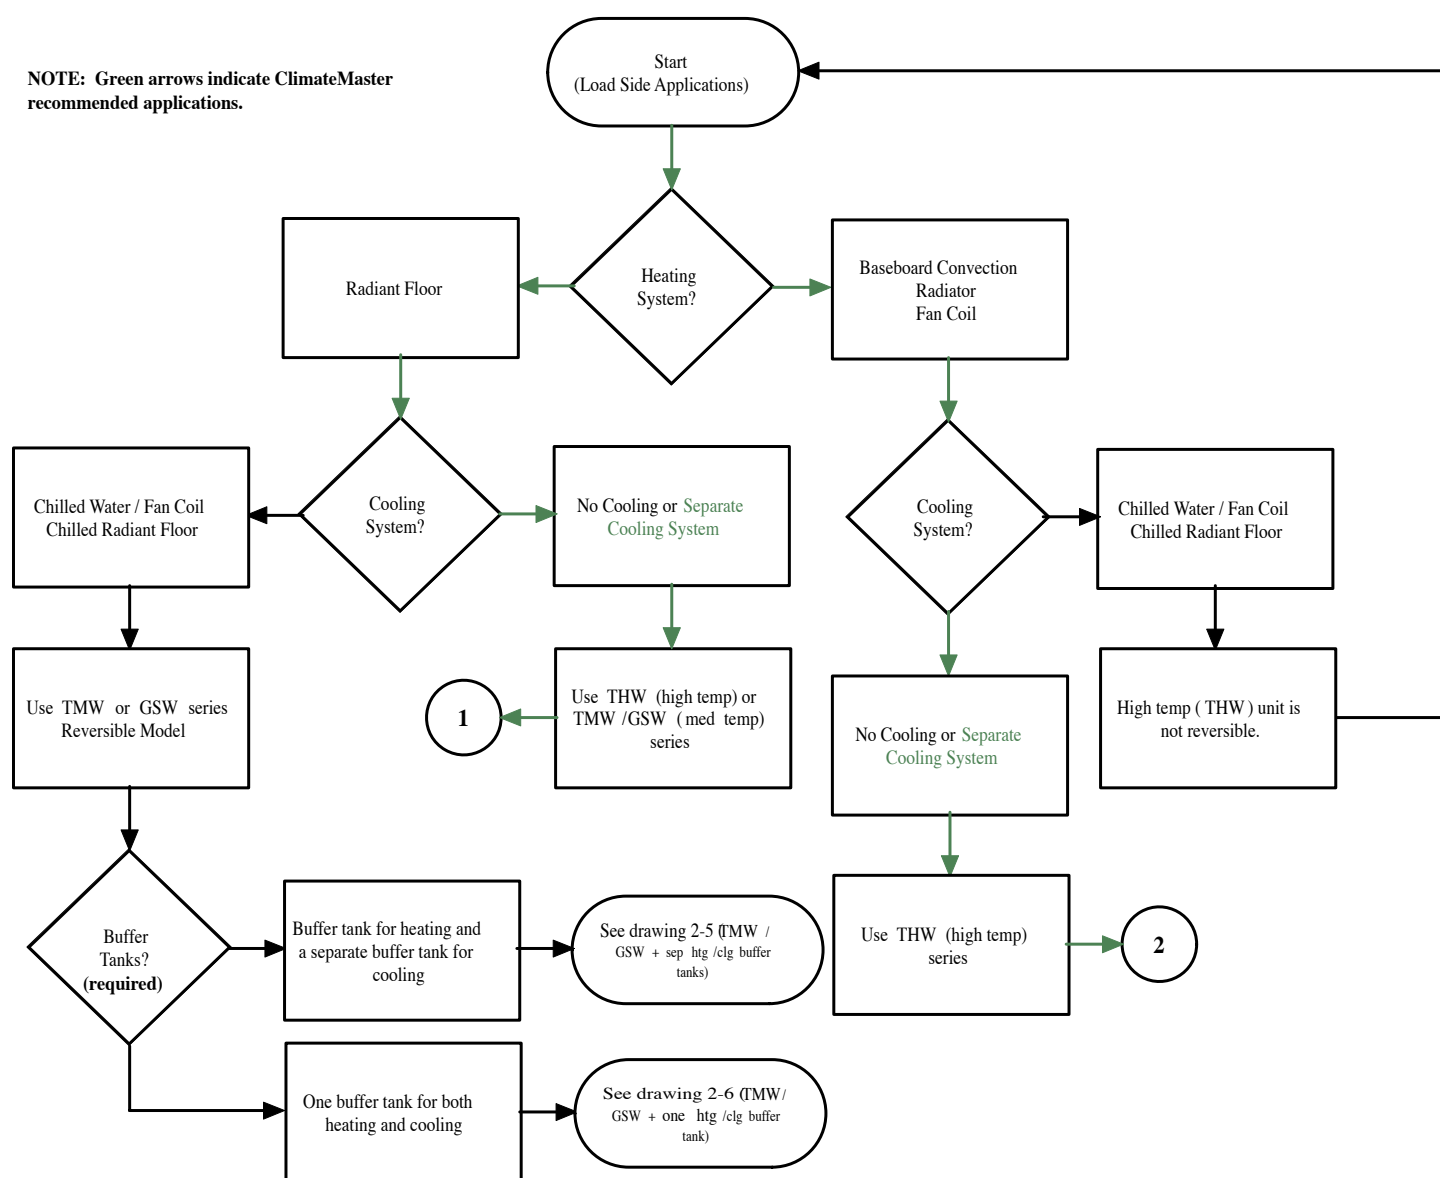 Start
(Load Side Applications)
NOTE: Green arrows indicate ClimateMaster
recommended applications.
Radiant Floor
Heating
System?
Baseboard Convection
Radiator
Fan Coil
Chilled Water / Fan Coil
Chilled Radiant Floor
Cooling
System?
No Cooling or Separate
Cooling System
Cooling
System?
Chilled Water / Fan Coil
Chilled Radiant Floor
Use TMW or GSW series
Reversible Model
1
Use THW (high temp) or
TMW /GSW (med temp)
series
No Cooling or Separate
Cooling System
High temp (THW) unit is
not reversible.
Buffer
Tanks?
(required)
Buffer tank for heating and
a separate buffer tank for
cooling
See drawing 2-5 (TMW /
GSW + sep htg /clg buffer
tanks)
Use THW (high temp)
series
2
One buffer tank for both
heating and cooling
See drawing 2-6 (TMW/
GSW + one htg /clg buffer
tank)